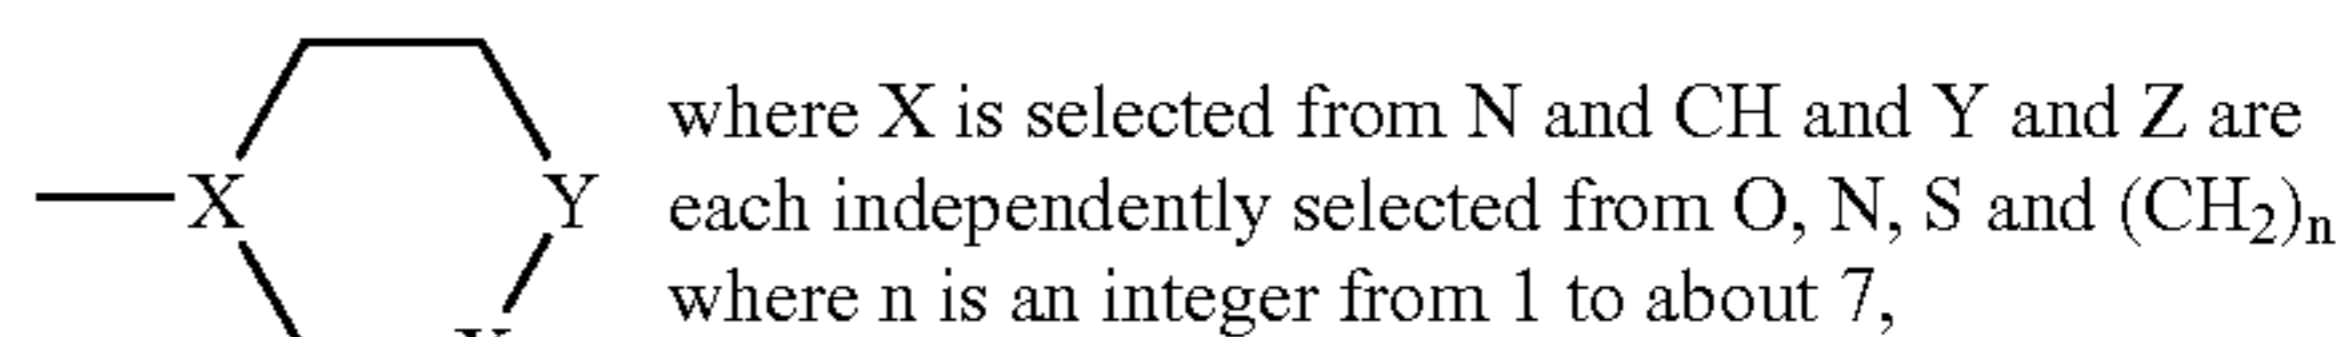 where X is selected from N and CH and Y and Z are
X Y each independently selected from O, N, S and (CH₂)ₙ
where n is an integer from 1 to about 7,